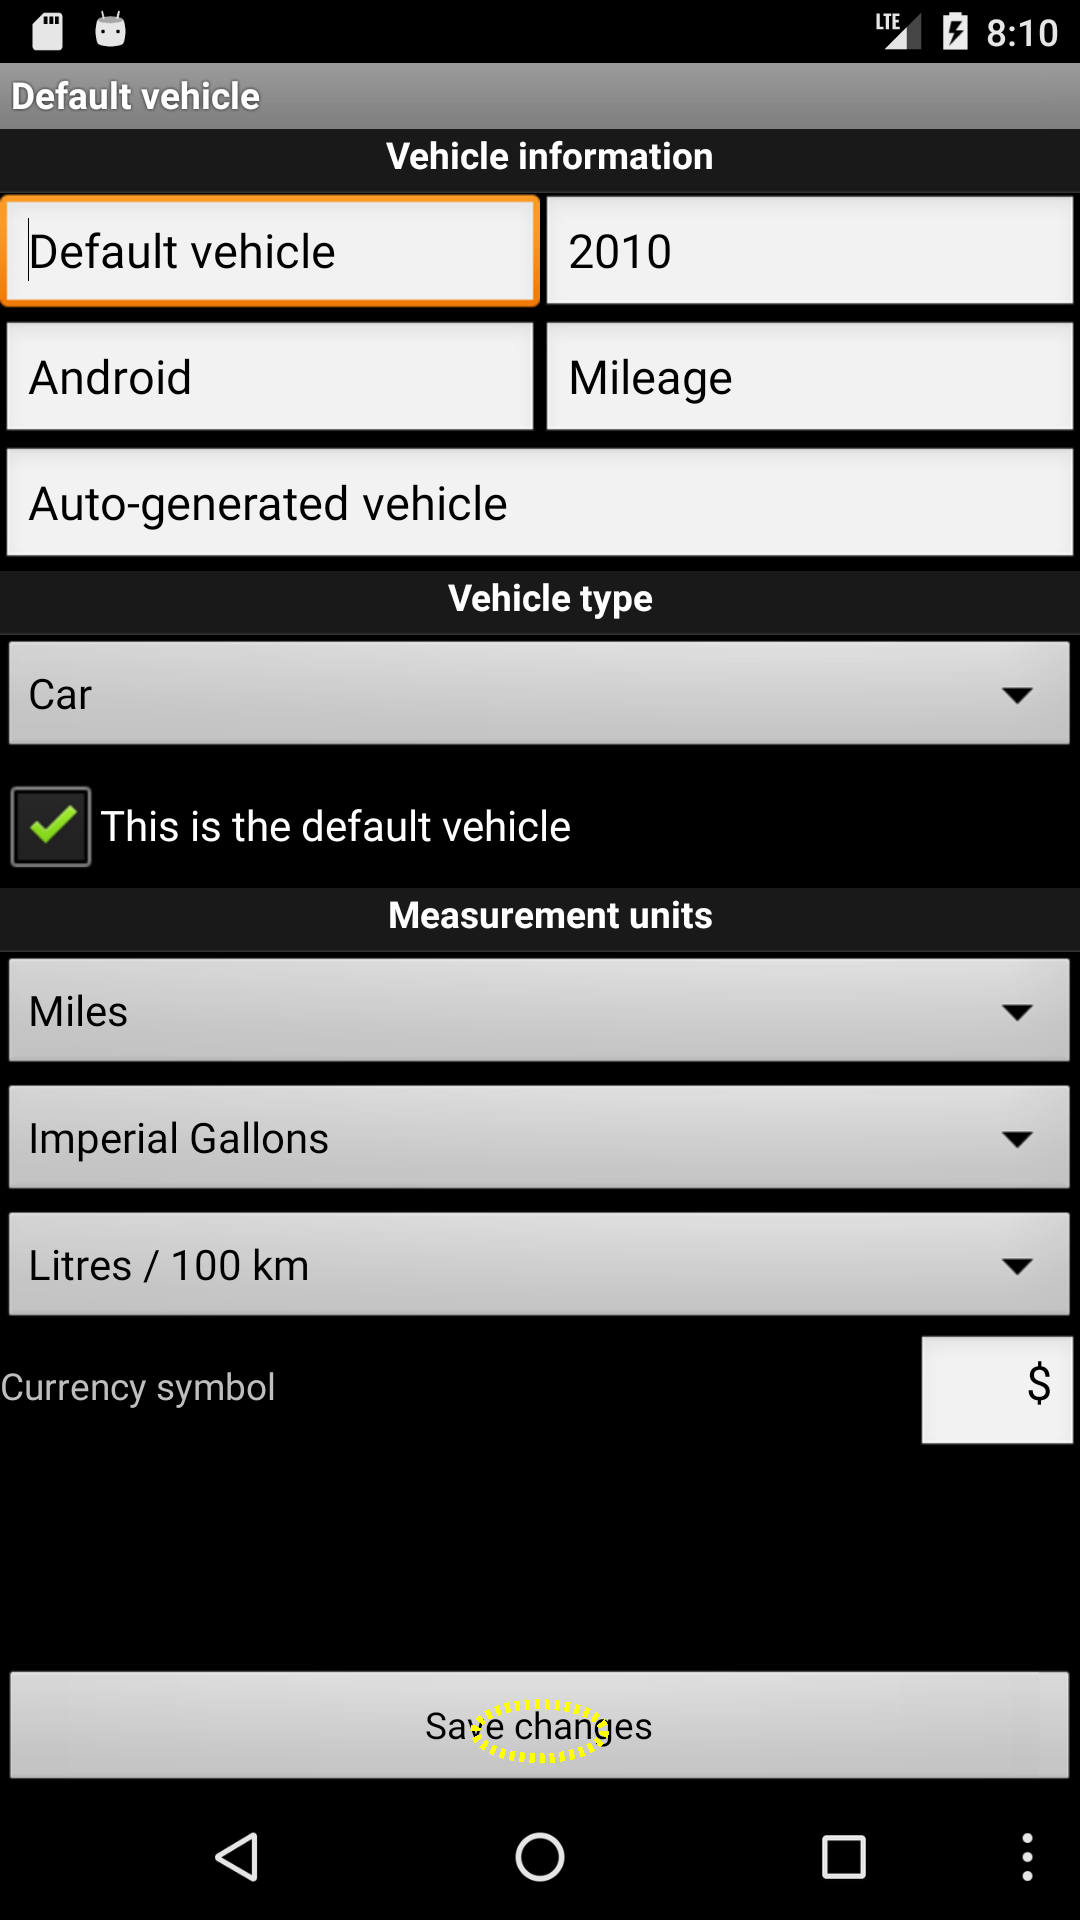 LTE 8:10
Default vehicle
Vehicle information
Default vehicle 2010
Android Mileage
Auto-generated vehicle
Vehicle type
Car
This is the default vehicle
Measurement units
Miles
Imperial Gallons
Litres / 100 km
Currency symbol $
Save changes